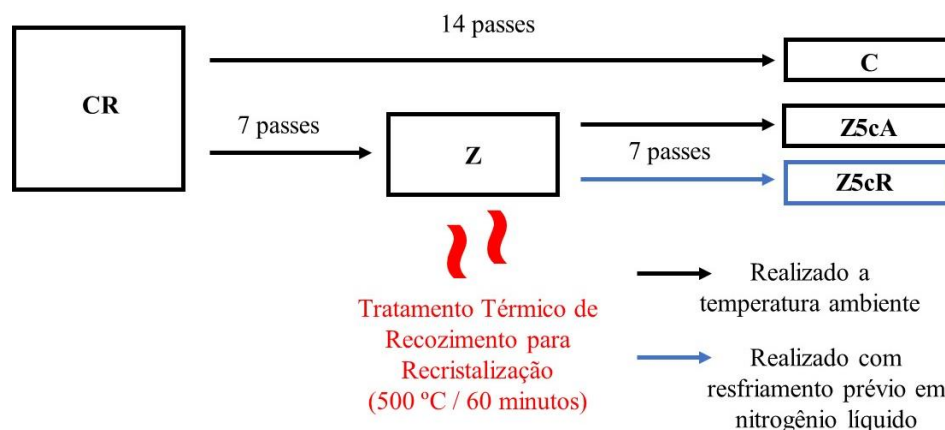 14 passes
CR
C
7 passes
Z
7 passes
Z5cA
Z5cR
Tratamento Térmico de
Recozimento para
Recristalização
(500 ºC / 60 minutos)
Realizado a
temperatura ambiente
Realizado com
resfriamento prévio em
nitrogênio líquido